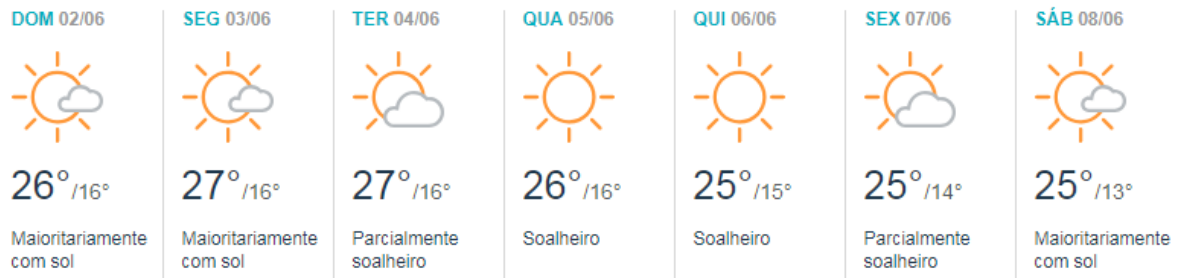 DOM 02/06
26°/16°
Maioritariamente
com sol
SEG 03/06
27°/16°
Maioritariamente
com sol
TER 04/06
27°/16°
Parcialmente
soalheiro
QUA 05/06
26°/16°
Soalheiro
QUI 06/06
25°/15°
Soalheiro
SEX 07/06
25°/14°
Parcialmente
soalheiro
SÁB 08/06
25°/13°
Maioritariamente
com sol